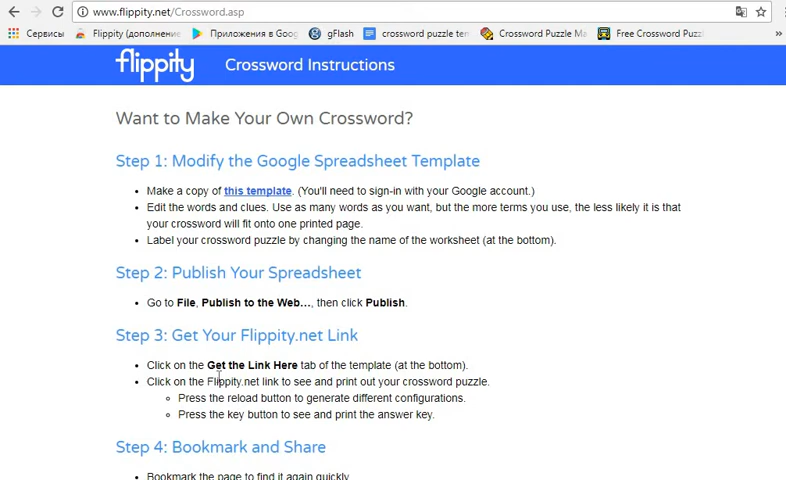 www.flippity.net/Crossword.asp
Сервисы Flippity (дополнение Приложения в Goog gFlash crossword puzzle ten Crossword Puzzle Ma Free Crossword Puzzl »
flippity Crossword Instructions
Want to Make Your Own Crossword?
Step 1: Modify the Google Spreadsheet Template
• Make a copy of this template. (You'll need to sign-in with your Google account.)
• Edit the words and clues. Use as many words as you want, but the more terms you use, the less likely it is that
your crossword will fit onto one printed page.
• Label your crossword puzzle by changing the name of the worksheet (at the bottom).
Step 2: Publish Your Spreadsheet
• Go to File, Publish to the Web..., then click Publish.
Step 3: Get Your Flippity.net Link
• Click on the Get the Link Here tab of the template (at the bottom).
• Click on the Flippity.net link to see and print out your crossword puzzle.
◦ Press the reload button to generate different configurations.
◦ Press the key button to see and print the answer key.
Step 4: Bookmark and Share
• Bookmark the page to find it again quickly